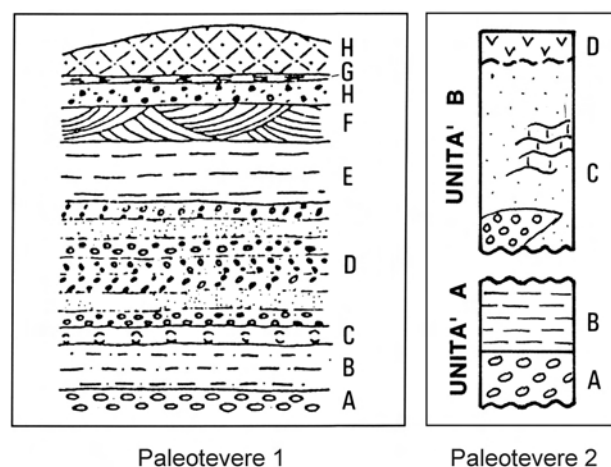 H
G
H
F
E
D
C
B
A
Paleotevere 1
UNITA' B
D
C
UNITA' A
B
A
Paleotevere 2